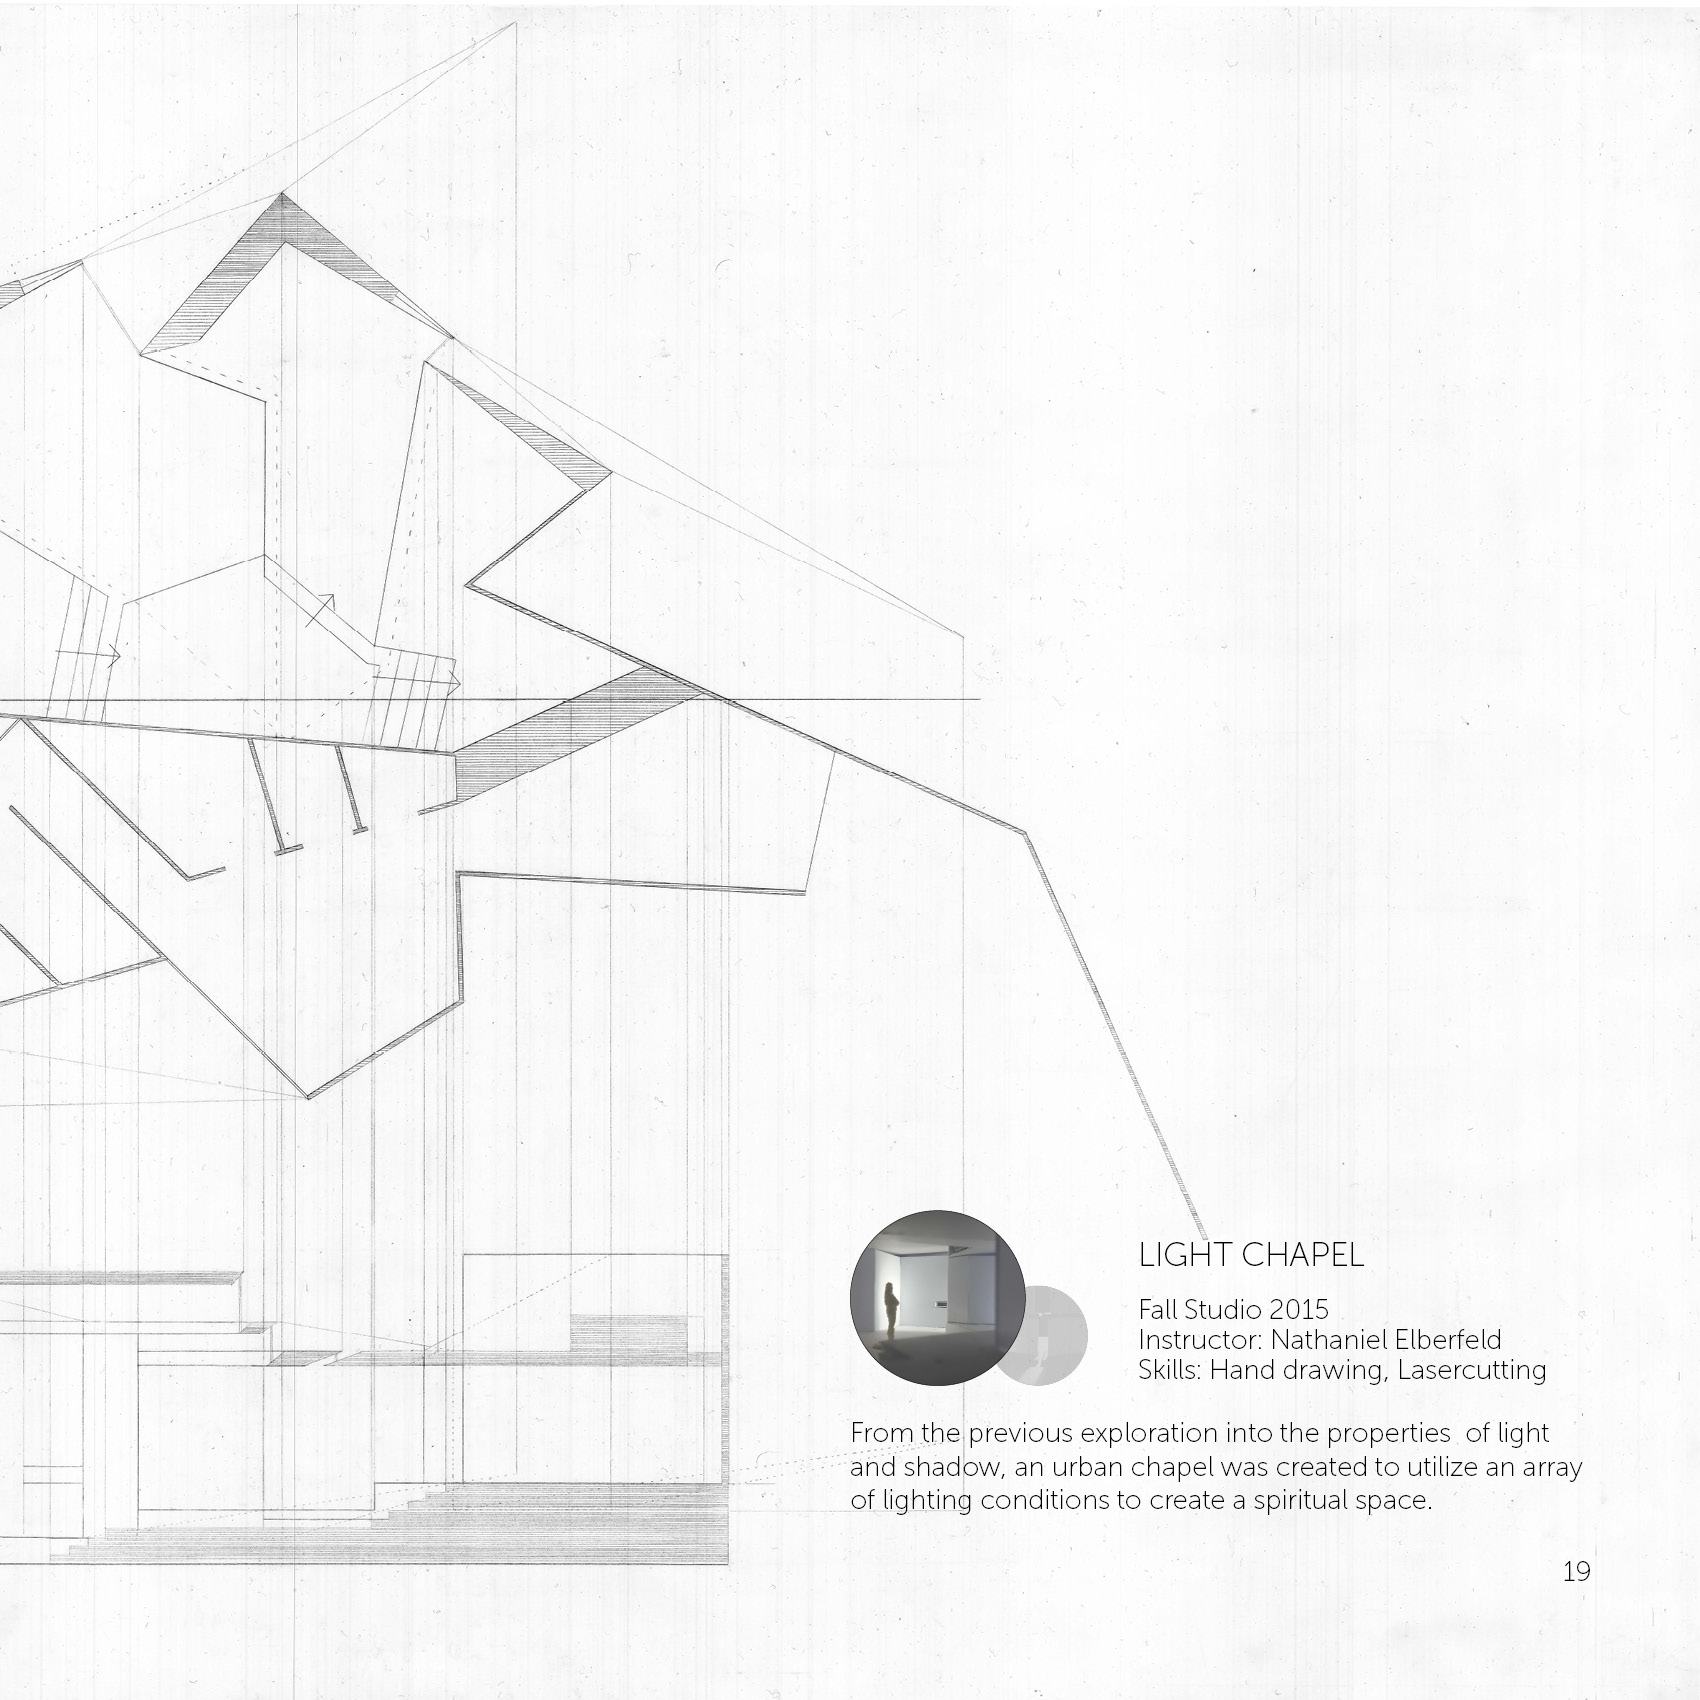 LIGHT CHAPEL
Fall Studio 2015
Instructor: Nathaniel Elberfeld
Skills: Hand drawing, Lasercutting
From the previous exploration into the properties  of light
and shadow, an urban chapel was created to utilize an array
of lighting conditions to create a spiritual space.
19